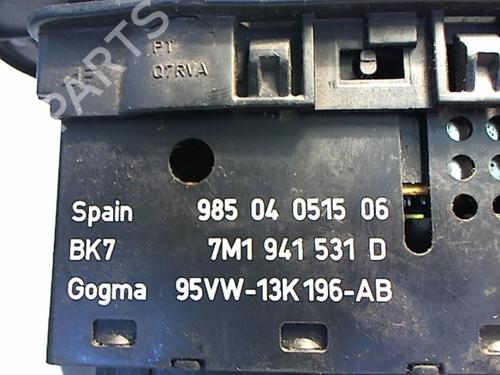 PT
Q7RVA
Spain 985 04 0515 06
BK7 7M1 941 531 D
Gogma 95VW-13K196-AB